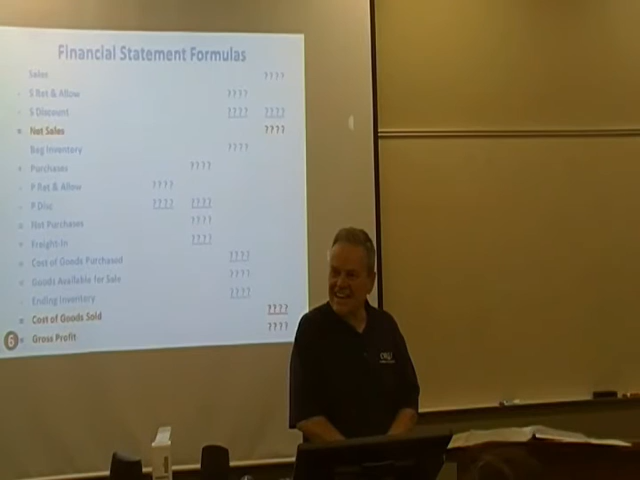 Financial Statement Formulas
Sales ????
- S Ret & Allow ????
- S Discount ???? ????
= Net Sales ????
Beg Inventory ????
+ Purchases ????
- P Ret & Allow ????
- P Disc ???? ????
= Net Purchases ????
+ Freight-In ????
= Cost of Goods Purchased ????
= Goods Available for Sale ????
- Ending Inventory ????
= Cost of Goods Sold ????
= Gross Profit ????
6